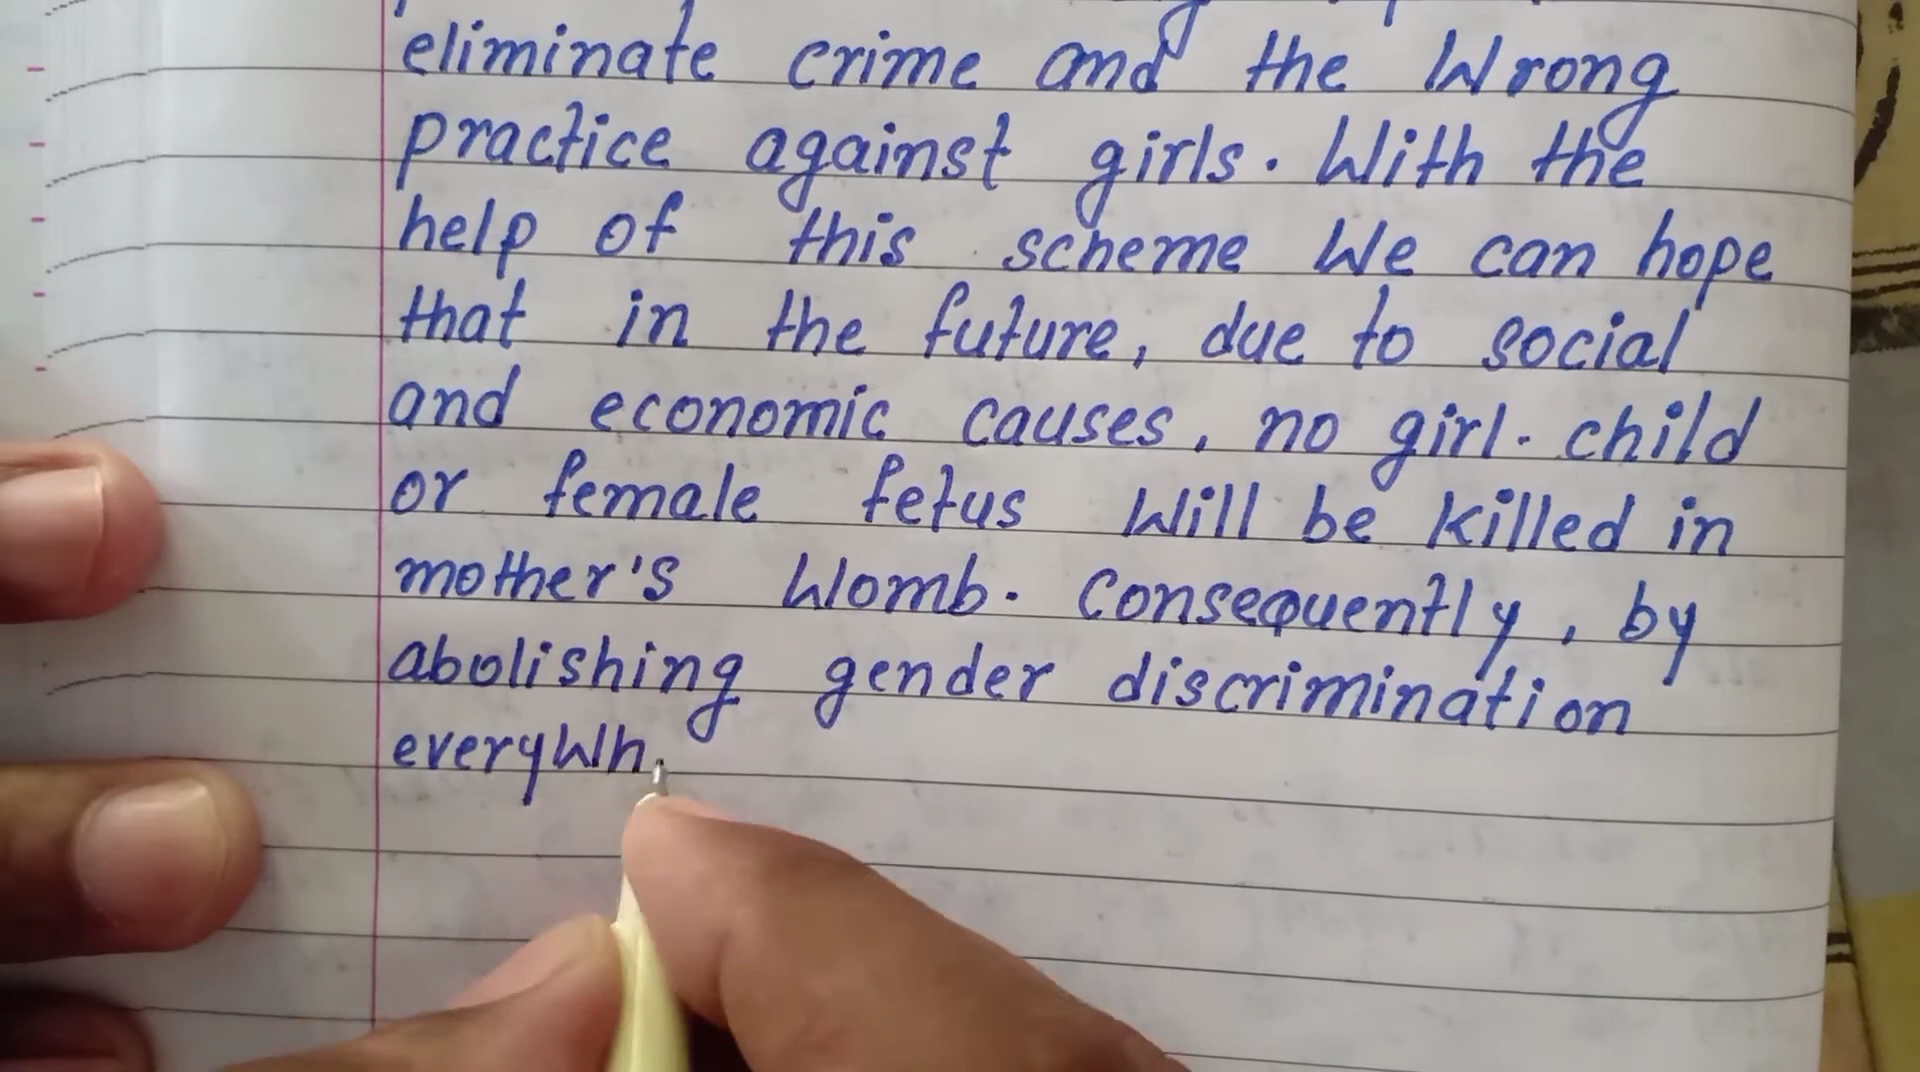 eliminate crime and the Wrong
practice against girls. With the
help of this scheme We can hope
that in the future, due to social
and economic causes, no girl. child
or female fetus Will be killed in
mother's Womb. Consequently, by
abolishing gender discrimination
everyWh